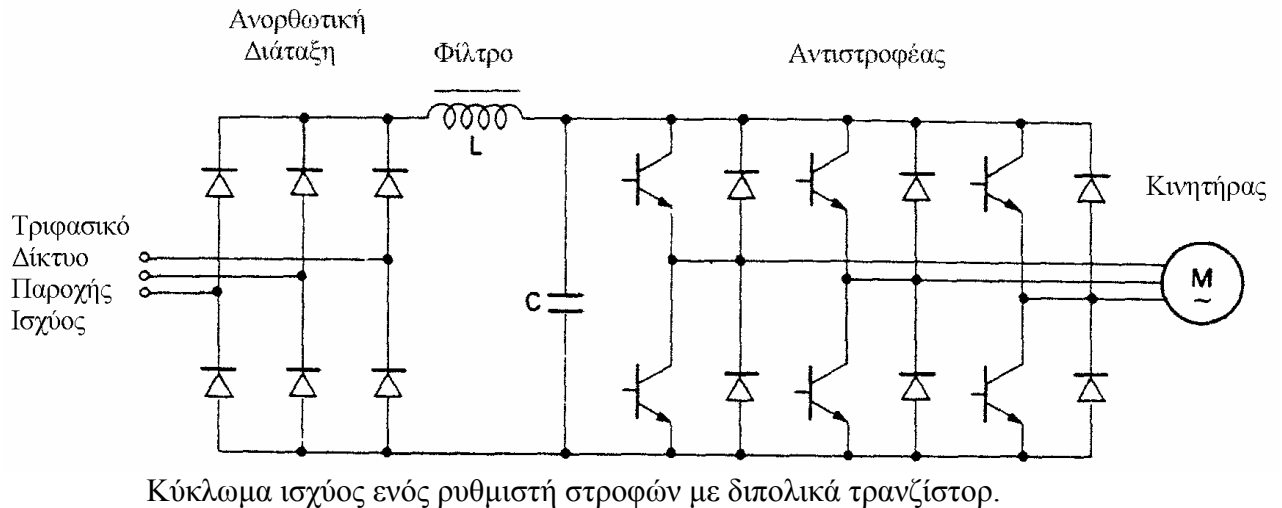 Ανορθωτική
Διάταξη
Φίλτρο
Αντιστροφέας
L
Κινητήρας
Τριφασικό
Δίκτυο
Παροχής
Ισχύος
C
M
~
Κύκλωμα ισχύος ενός ρυθμιστή στροφών με διπολικά τρανζίστορ.